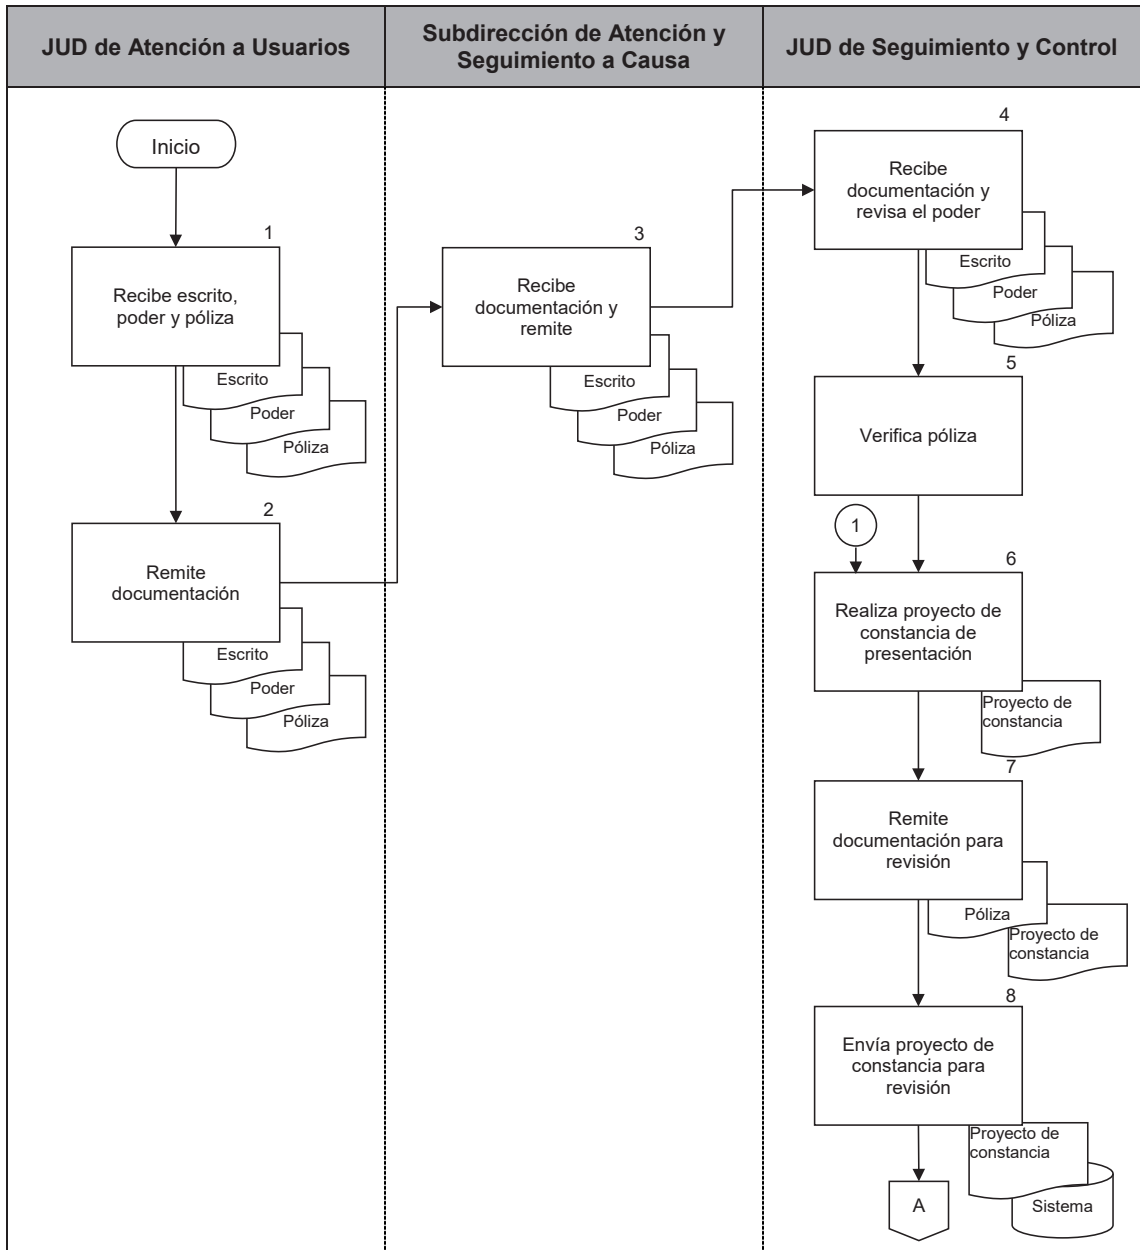 JUD de Atención a Usuarios
Subdirección de Atención y
Seguimiento a Causa
JUD de Seguimiento y Control
Inicio
1
Recibe escrito,
poder y póliza
Escrito
Poder
Póliza
2
Remite
documentación
Escrito
Poder
Póliza
3
Recibe
documentación y
remite
Escrito
Poder
Póliza
4
Recibe
documentación y
revisa el poder
Escrito
Poder
Póliza
5
Verifica póliza
1
6
Realiza proyecto de
constancia de
presentación
Proyecto de
constancia
7
Remite
documentación para
revisión
Póliza
Proyecto de
constancia
8
Envía proyecto de
constancia para
revisión
Proyecto de
constancia
Sistema
A